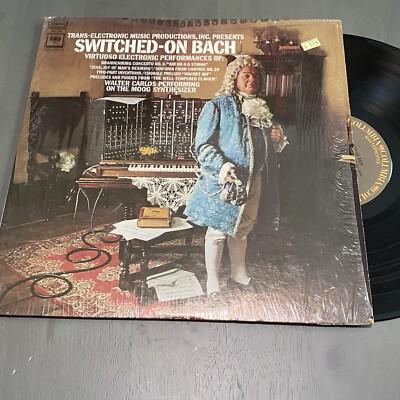 TRANS-ELECTRONIC MUSIC PRODUCTIONS, INC. PRESENTS
SWITCHED-ON BACH
VIRTUOSO ELECTRONIC PERFORMANCES OF:
BRANDENBURG CONCERTO NO. 3/"AIR ON A G STRING"
"JESU, JOY OF MAN'S DESIRING"/SINFONIA FROM CANTATA NO. 29
TWO-PART INVENTIONS/CHORALE PRELUDE "WACHET AUF"
PRELUDES AND FUGUES FROM "THE WELL-TEMPERED CLAVIER"
WALTER CARLOS PERFORMING
ON THE MOOG SYNTHESIZER
COLUMBIA